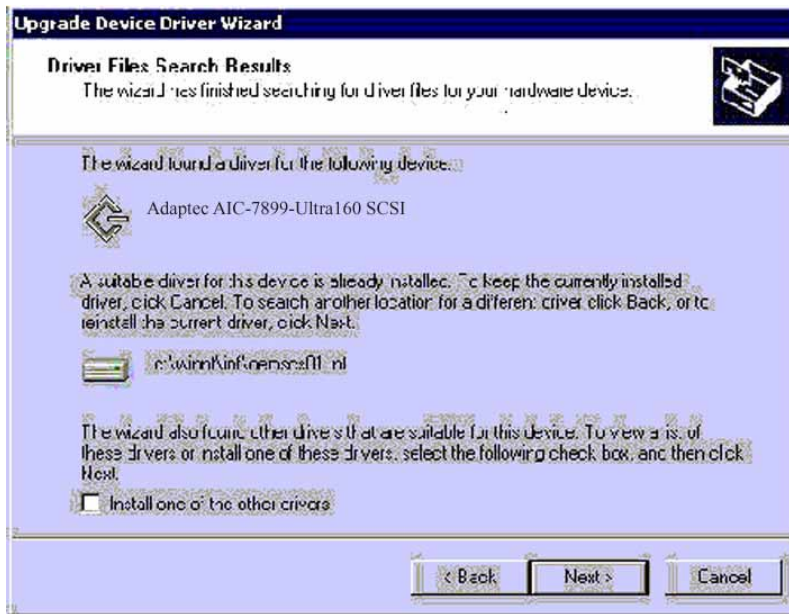 Upgrade Device Driver Wizard
Driver Files Search Results
The wizard has finished searching for driver files for your hardware device.
The wizard found a driver for the following device:
Adaptec AIC-7899-Ultra160 SCSI
A suitable driver for this device is already installed. To keep the currently installed
driver, click Cancel. To search another location for a different driver click Back, or to
reinstall the current driver, click Next.
The wizard also found other drivers that are suitable for this device. To view a list of
these drivers or install one of these drivers, select the following check box, and then click
Next.
Install one of the other drivers
< Back
Next >
Cancel